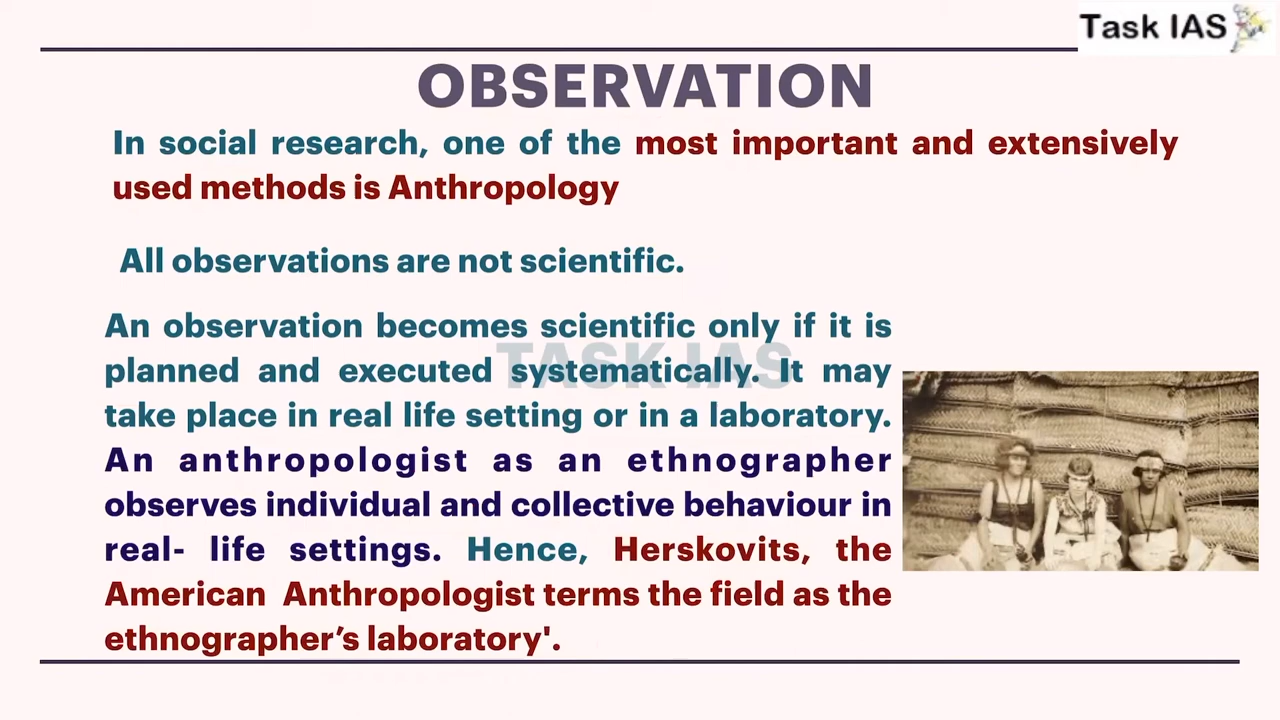 Task IAS
OBSERVATION
In social research, one of the most important and extensively
used methods is Anthropology
All observations are not scientific.
An observation becomes scientific only if it is
planned and executed systematically. It may
TASK IAS
take place in real life setting or in a laboratory.
An anthropologist as an ethnographer
observes individual and collective behaviour in
real- life settings. Hence, Herskovits, the
American Anthropologist terms the field as the
ethnographer’s laboratory'.